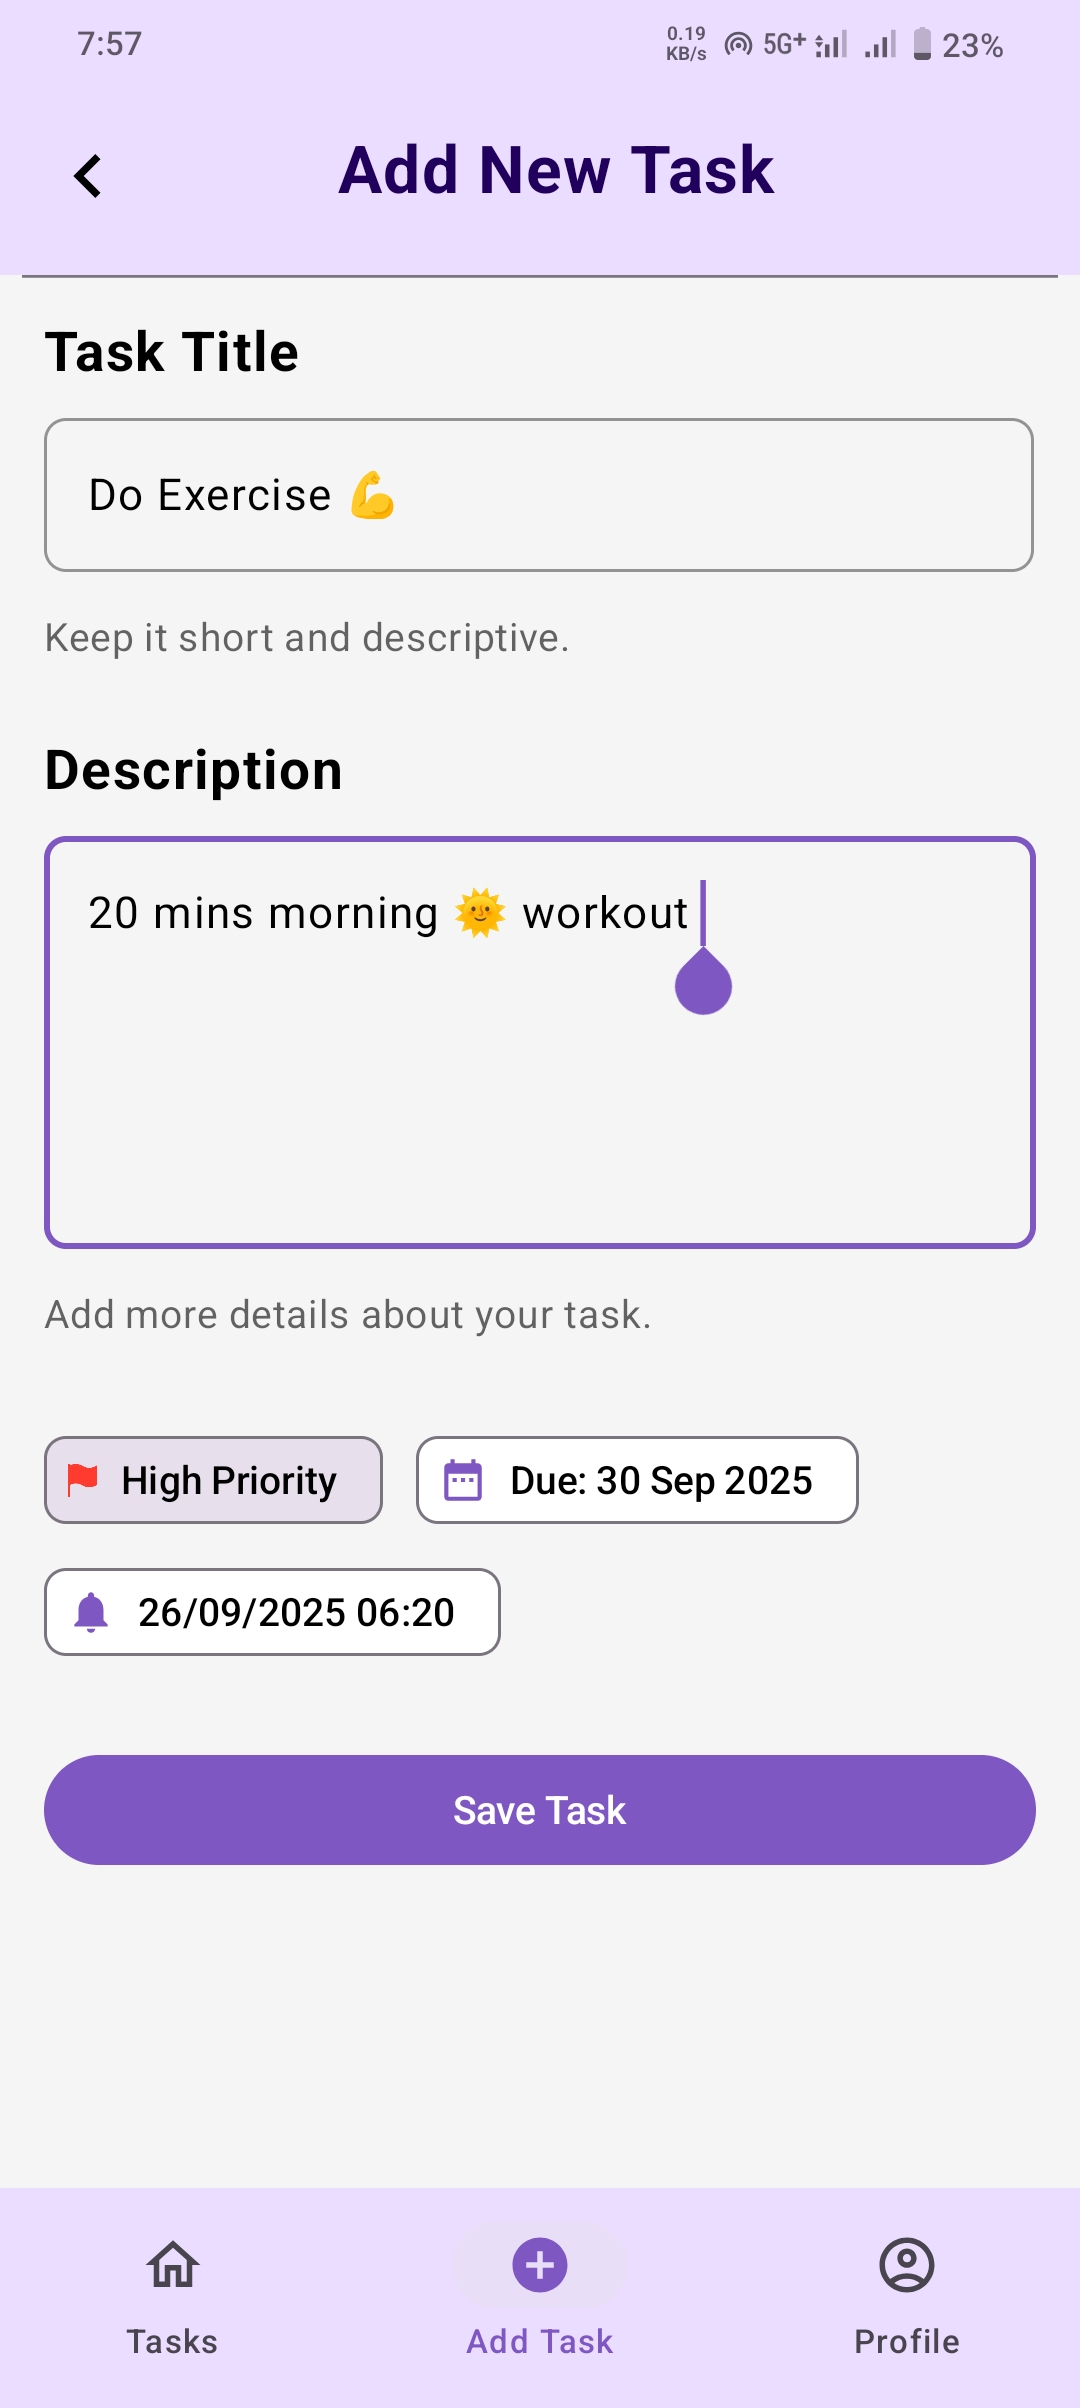 7:57
0.19
KB/s
5G+
23%
Add New Task
Task Title
Do Exercise 💪
Keep it short and descriptive.
Description
20 mins morning 🌞 workout
Add more details about your task.
High Priority
Due: 30 Sep 2025
26/09/2025 06:20
Save Task
Tasks
Add Task
Profile